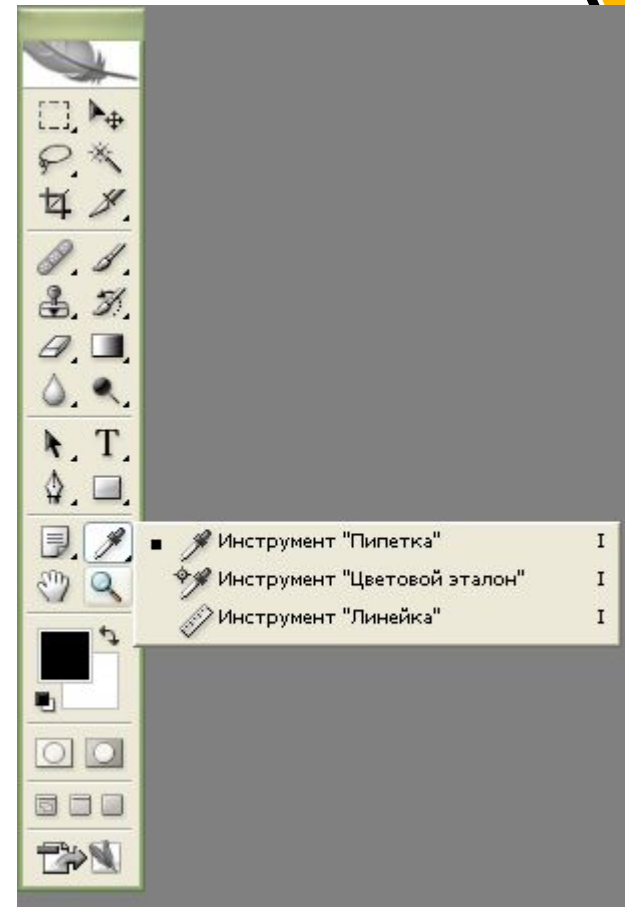 Инструмент "Пипетка" I
Инструмент "Цветовой эталон" I
Инструмент "Линейка" I